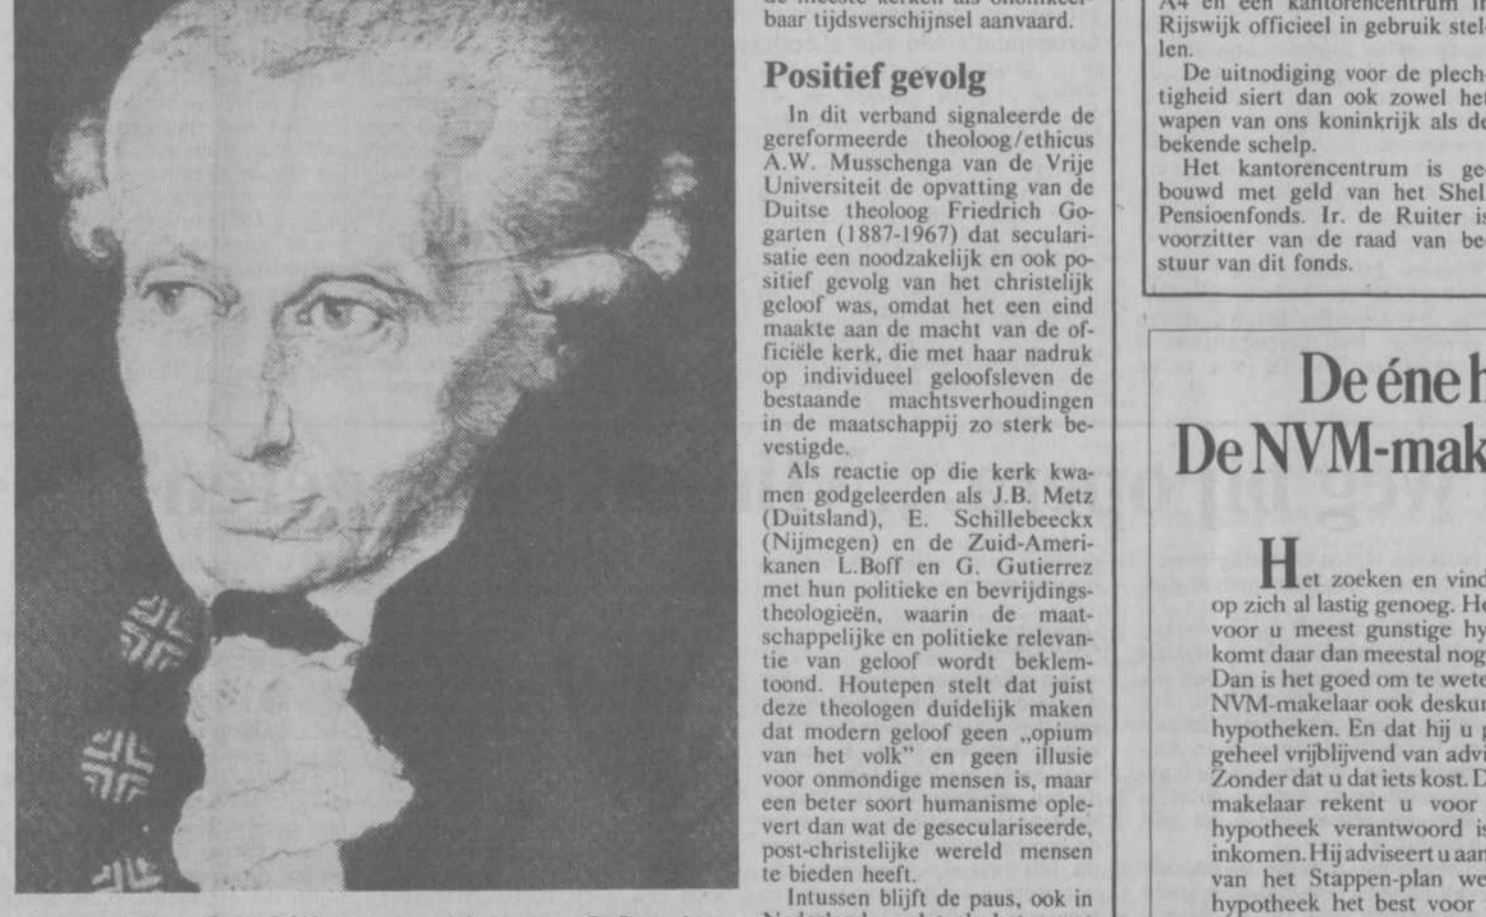 baar tijdsverschijnsel aanvaard.
Positief gevolg
In dit verband signaleerde de
gereformeerde theoloog/ethicus
A.W. Musschenga van de Vrije
Universiteit de opvatting van de
Duitse theoloog Friedrich Go-
garten (1887-1967) dat seculari-
satie een noodzakelijk en ook po-
sitief gevolg van het christelijk
geloof was, omdat het een eind
maakte aan de macht van de of-
ficiële kerk, die met haar nadruk
op individueel geloofsleven de
bestaande machtsverhoudingen
in de maatschappij zo sterk be-
vestigde.
Als reactie op die kerk kwa-
men godgeleerden als J.B. Metz
(Duitsland), E. Schillebeeckx
(Nijmegen) en de Zuid-Ameri-
kanen L.Boff en G. Gutierrez
met hun politieke en bevrijdings-
theologieën, waarin de maat-
schappelijke en politieke relevan-
tie van geloof wordt beklem-
toond. Houtepen stelt dat juist
deze theologen duidelijk maken
dat modern geloof geen „opium
van het volk” en geen illusie
voor onmondige mensen is, maar
een beter soort humanisme ople-
vert dan wat de geseculariseerde,
post-christelijke wereld mensen
te bieden heeft.
Intussen blijft de paus, ook in
A4 en een kantorencentrum in
Rijswijk officieel in gebruik stel-
len.
De uitnodiging voor de plech-
tigheid siert dan ook zowel het
wapen van ons koninkrijk als de
bekende schelp.
Het kantorencentrum is ge-
bouwd met geld van het Shell
Pensioenfonds. Ir. de Ruiter is
voorzitter van de raad van be-
stuur van dit fonds.
De éne h
De NVM-mak
Het zoeken en vind
op zich al lastig genoeg. He
voor u meest gunstige hy
komt daar dan meestal nog
Dan is het goed om te wete
NVM-makelaar ook deskun
hypotheken. En dat hij u g
geheel vrijblijvend van advi
Zonder dat u dat iets kost. D
makelaar rekent u voor
hypotheek verantwoord is
inkomen. Hij adviseert u aan
van het Stappen-plan we
hypotheek het best voor